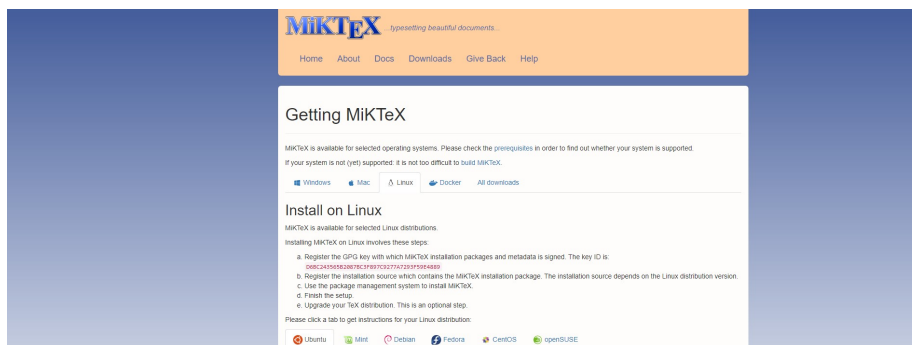 MiKTeX ...typesetting beautiful documents...
Home About Docs Downloads Give Back Help
Getting MiKTeX
MiKTeX is available for selected operating systems. Please check the prerequisites in order to find out whether your system is supported.
If your system is not (yet) supported: it is not too difficult to build MiKTeX.
Windows Mac Linux Docker All downloads
Install on Linux
MiKTeX is available for selected Linux distributions.
Installing MiKTeX on Linux involves these steps:
a. Register the GPG key with which MiKTeX installation packages and metadata is signed. The key ID is:
b. Register the installation source which contains the MiKTeX installation package. The installation source depends on the Linux distribution version.
c. Use the package management system to install MiKTeX.
d. Finish the setup.
e. Upgrade your TeX distribution. This is an optional step.
Please click a tab to get instructions for your Linux distribution:
Ubuntu Mint Debian Fedora CentOS openSUSE